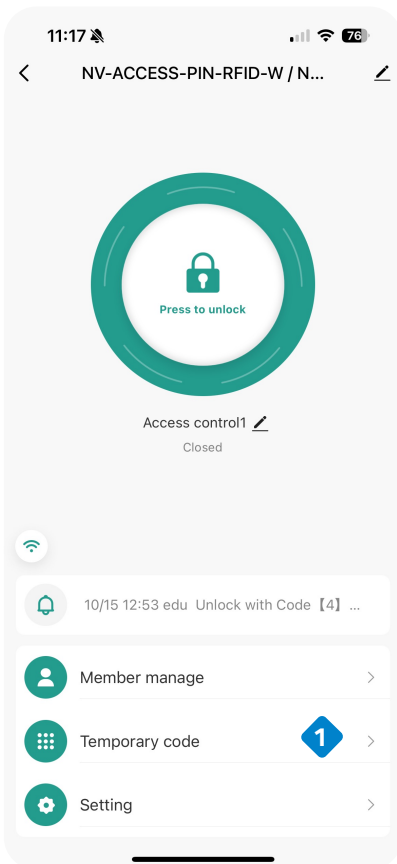 11:17
76
NV-ACCESS-PIN-RFID-W / N...
Press to unlock
Access control1
Closed
10/15 12:53 edu  Unlock with Code【4】...
Member manage
Temporary code
1
Setting